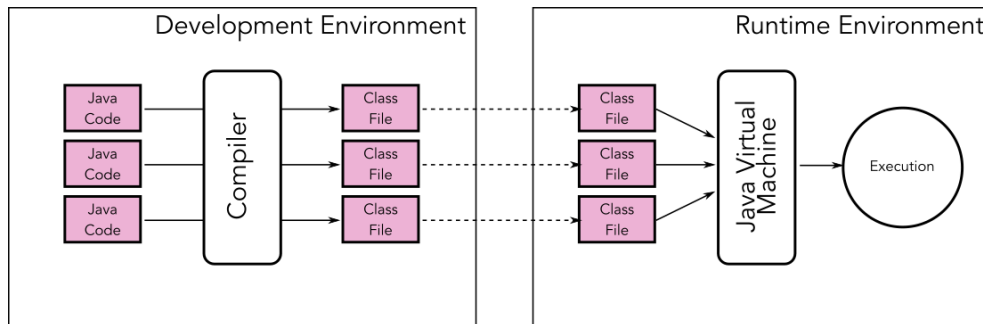 Development Environment
Runtime Environment
Java
Code
Java
Code
Java
Code
Compiler
Class
File
Class
File
Class
File
Class
File
Class
File
Class
File
Java Virtual
Machine
Execution